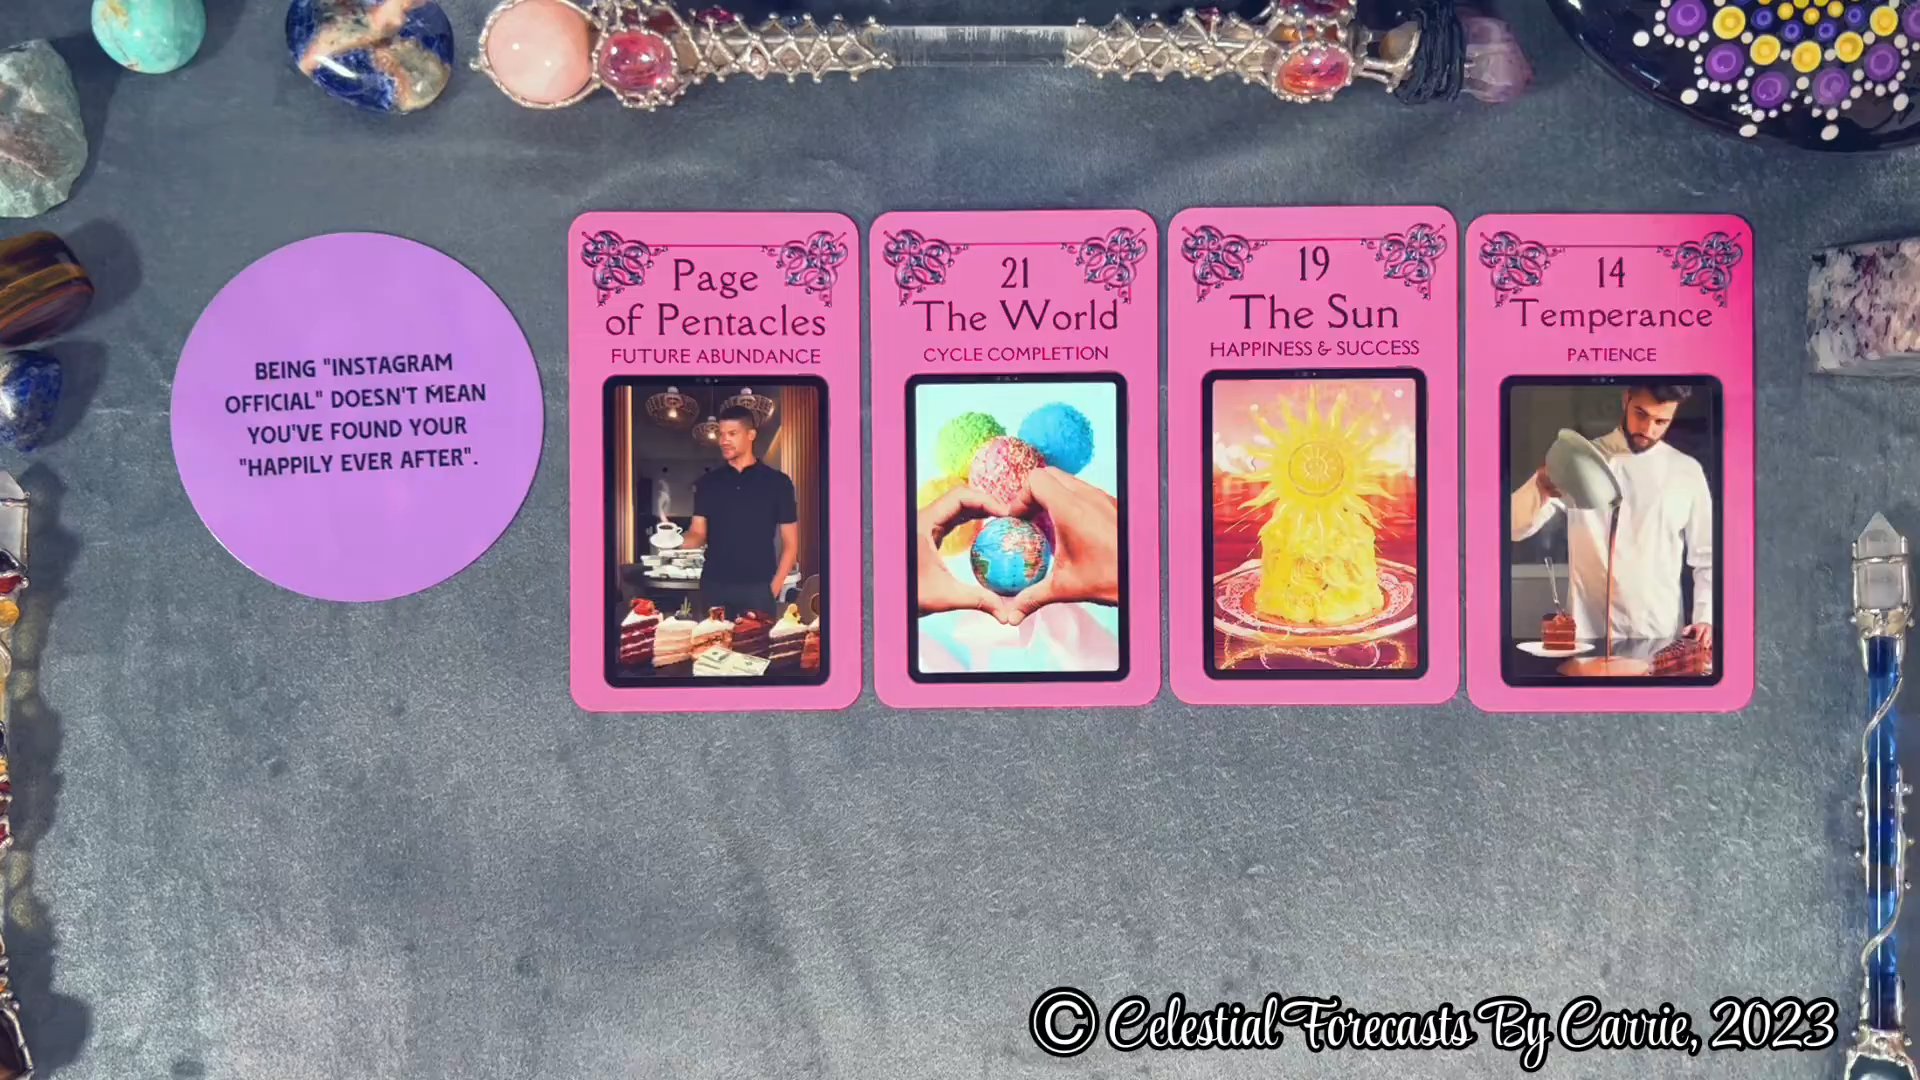 BEING "INSTAGRAM
OFFICIAL" DOESN'T MEAN
YOU'VE FOUND YOUR
"HAPPILY EVER AFTER".
Page
of Pentacles
FUTURE ABUNDANCE
21
The World
CYCLE COMPLETION
19
The Sun
HAPPINESS & SUCCESS
14
Temperance
PATIENCE
© Celestial Forecasts By Carrie, 2023